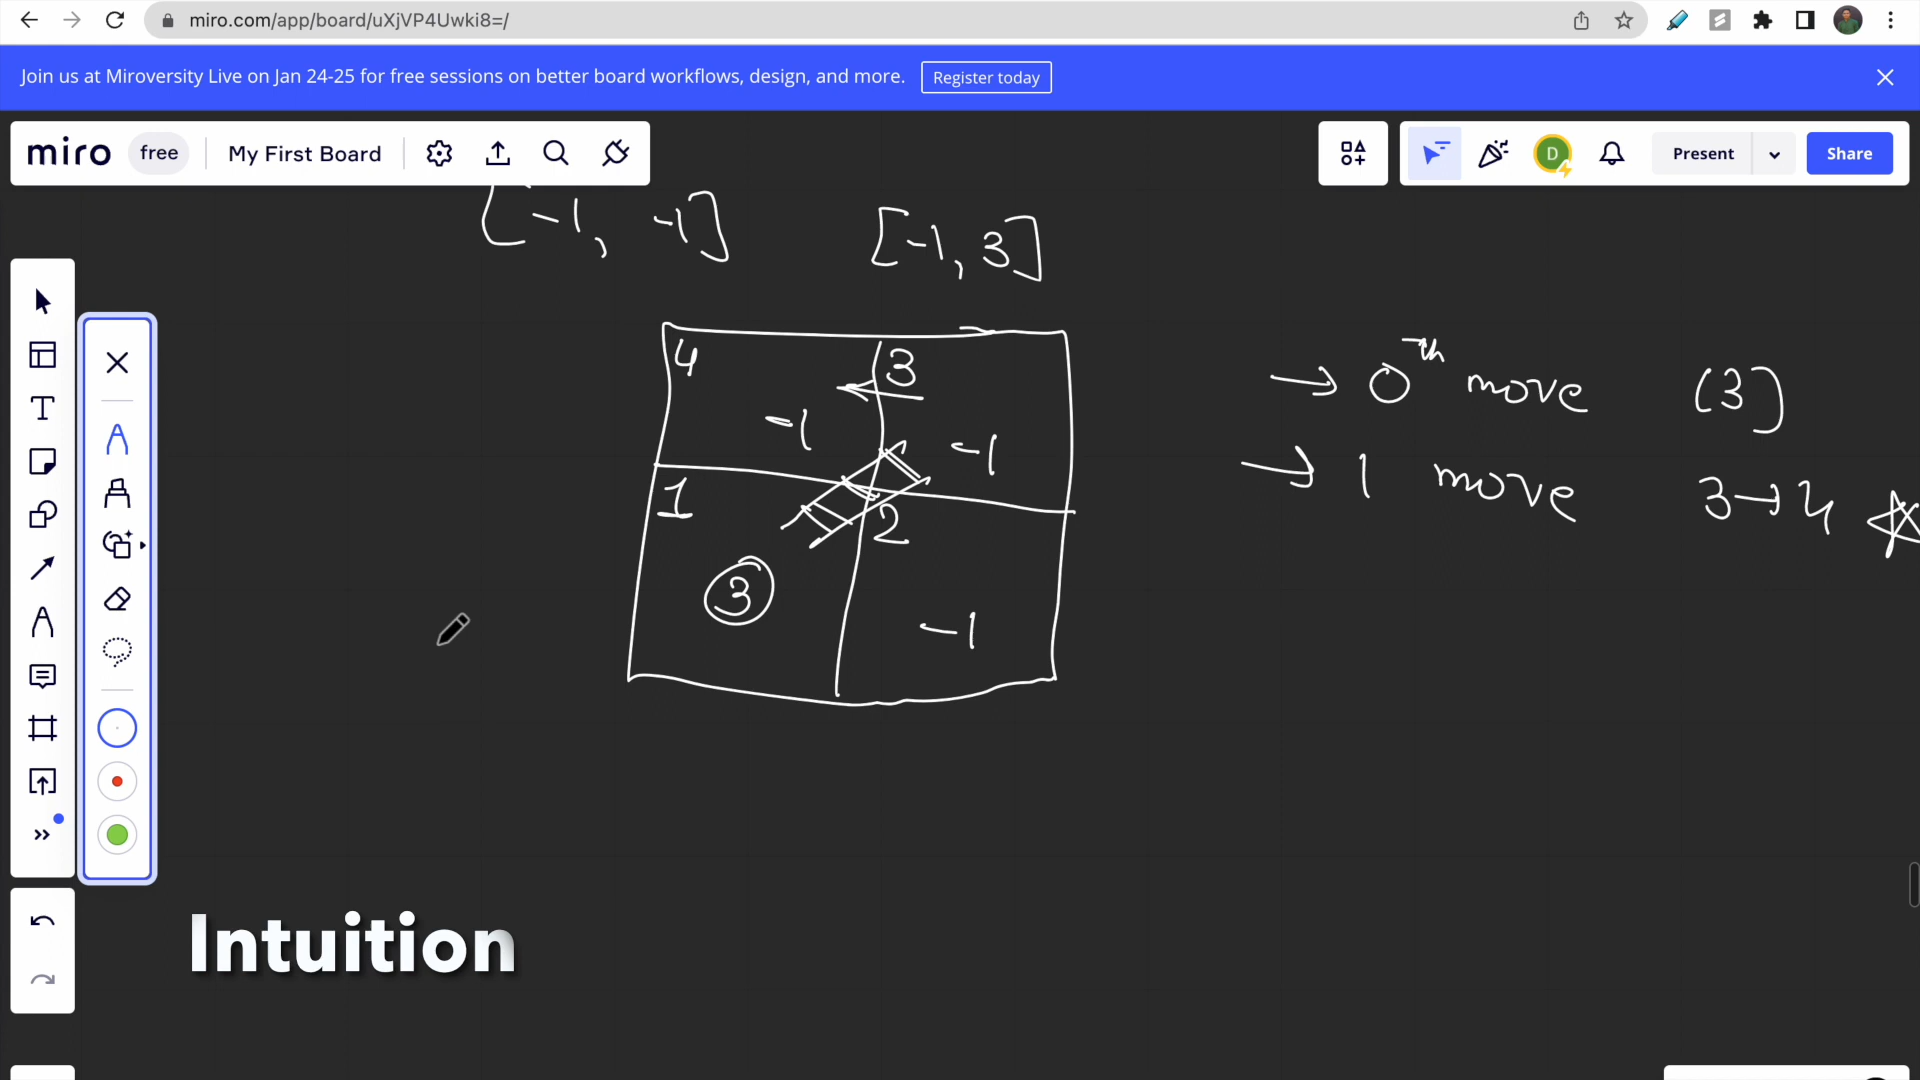 miro.com/app/board/uXjVP4Uwki8=/
Join us at Miroversity Live on Jan 24-25 for free sessions on better board workflows, design, and more. Register today
miro free My First Board
D Present Share
[-1, -1] [-1, 3]
4 3
-1 -1
1 2
3 -1
→ 0th move (3)
→ 1 move 3→4
T
Intuition